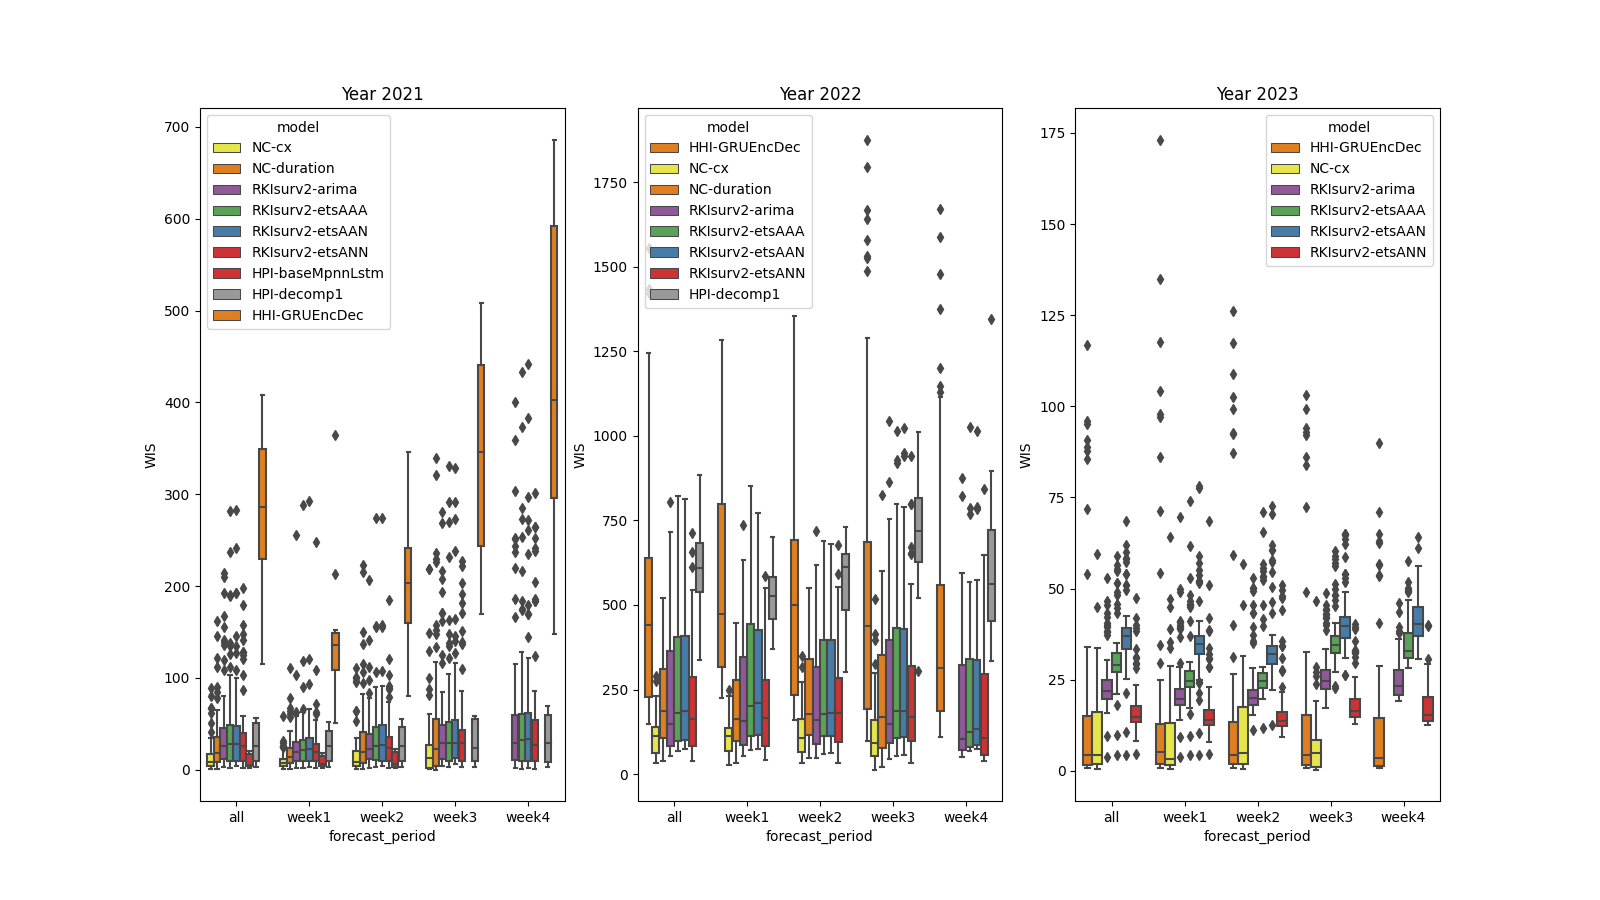 Year 2021
700
600
500
400
300
200
100
0
WIS
model
NC-cx
NC-duration
RKIsurv2-arima
RKIsurv2-etsAAA
RKIsurv2-etsAAN
RKIsurv2-etsANN
HPI-baseMpnnLstm
HPI-decomp1
HHI-GRUEncDec
all week1 week2 week3 week4
forecast_period
Year 2022
1750
1500
1250
1000
750
500
250
0
WIS
model
HHI-GRUEncDec
NC-cx
NC-duration
RKIsurv2-arima
RKIsurv2-etsAAA
RKIsurv2-etsAAN
RKIsurv2-etsANN
HPI-decomp1
all week1 week2 week3 week4
forecast_period
Year 2023
175
150
125
100
75
50
25
0
WIS
model
HHI-GRUEncDec
NC-cx
RKIsurv2-arima
RKIsurv2-etsAAA
RKIsurv2-etsAAN
RKIsurv2-etsANN
all week1 week2 week3 week4
forecast_period